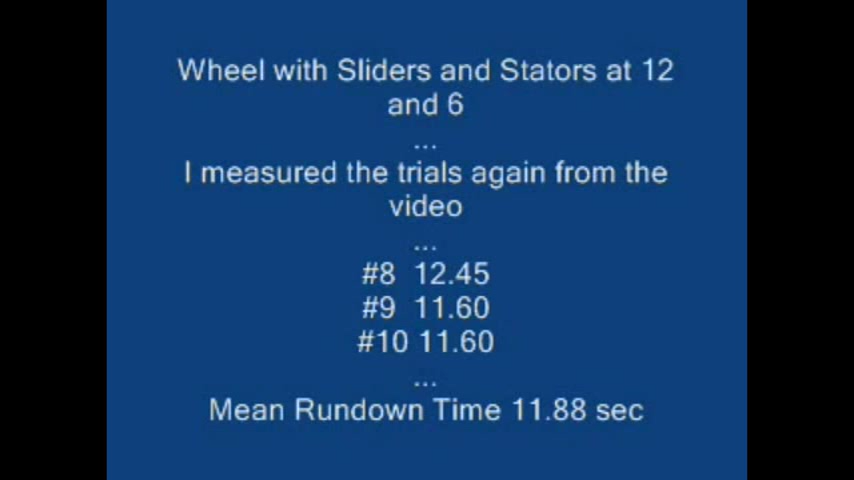 Wheel with Sliders and Stators at 12
and 6
...
I measured the trials again from the
video
...
#8  12.45
#9  11.60
#10 11.60
...
Mean Rundown Time 11.88 sec